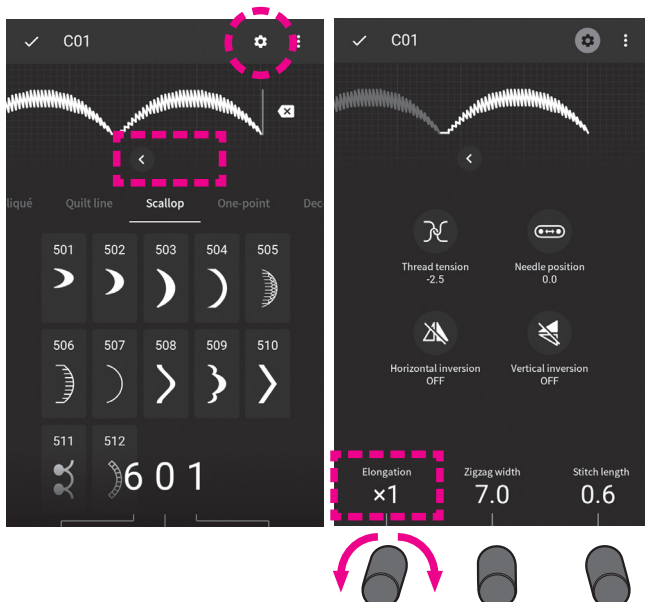 C01
liqué Quilt line Scallop One-point Dec
501 502 503 504 505
506 507 508 509 510
511 512
6 0 1
C01
Thread tension Needle position
-2.5 0.0
Horizontal inversion Vertical inversion
OFF OFF
Elongation Zigzag width Stitch length
×1 7.0 0.6